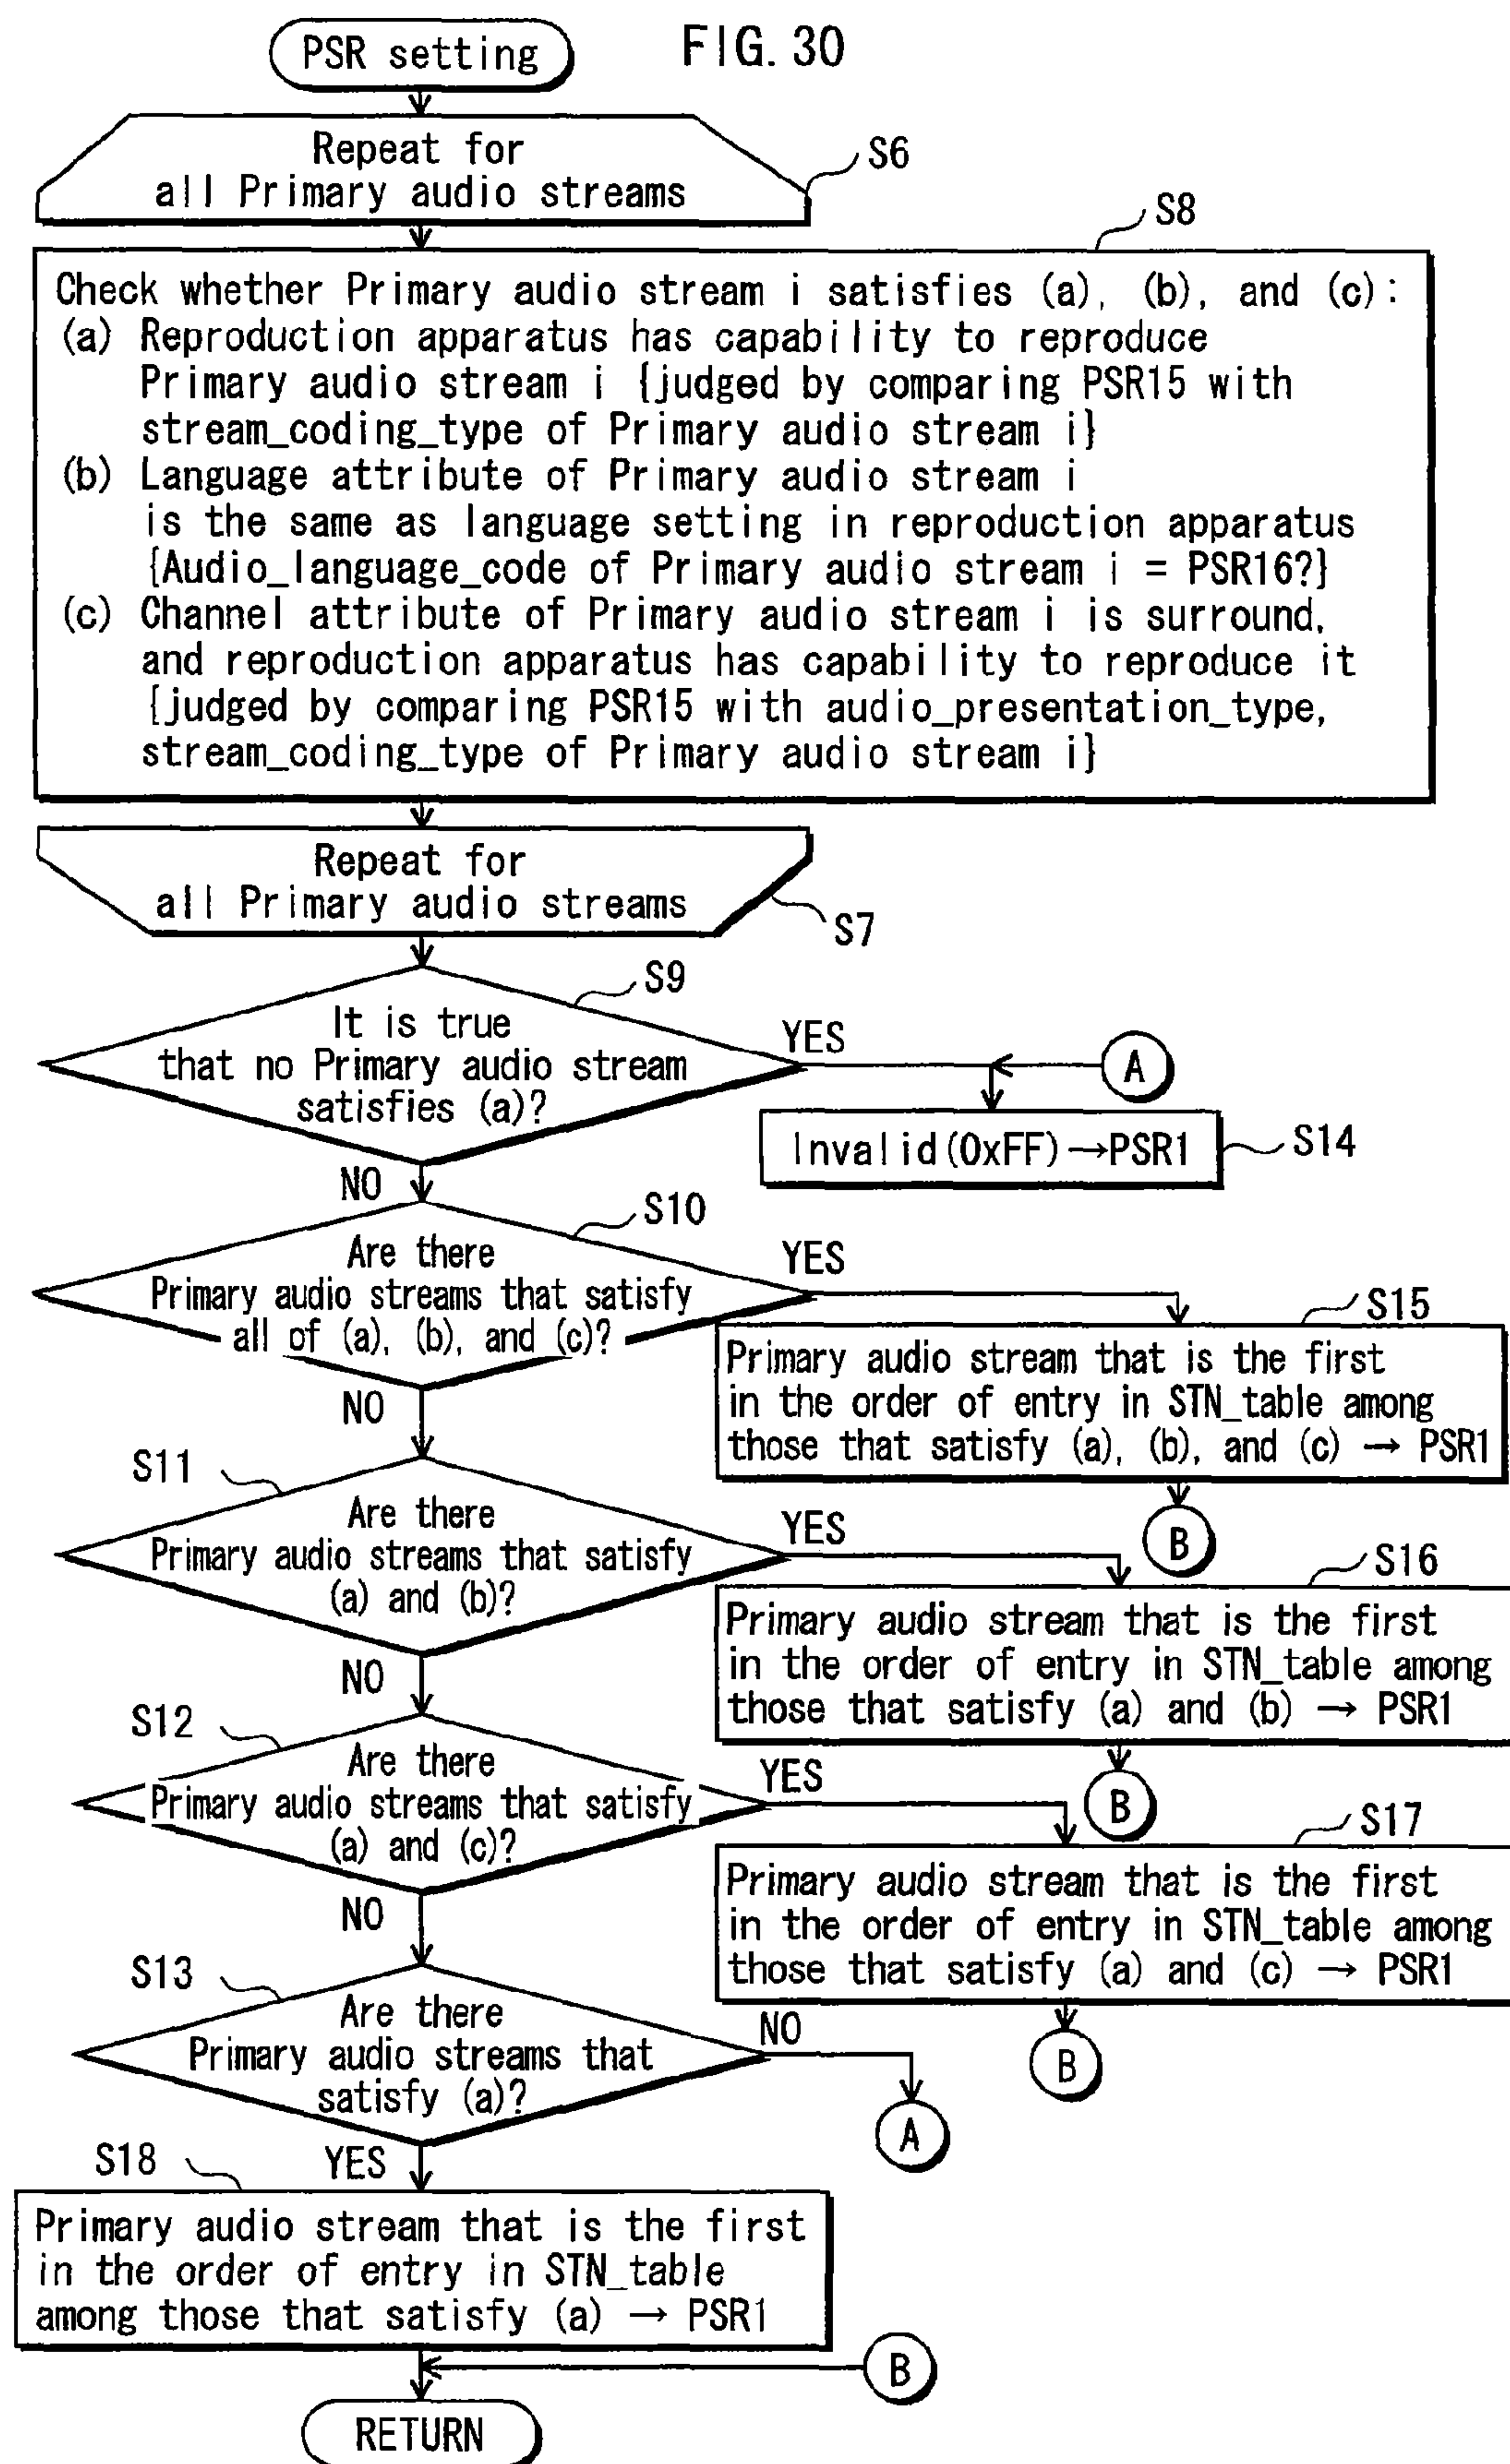 FIG. 30
PSR setting
Repeat for
all Primary audio streams
S6
S8
Check whether Primary audio stream i satisfies (a), (b), and (c):
(a) Reproduction apparatus has capability to reproduce
Primary audio stream i {judged by comparing PSR15 with
stream_coding_type of Primary audio stream i}
(b) Language attribute of Primary audio stream i
is the same as language setting in reproduction apparatus
{Audio_language_code of Primary audio stream i = PSR16?}
(c) Channel attribute of Primary audio stream i is surround,
and reproduction apparatus has capability to reproduce it
{judged by comparing PSR15 with audio_presentation_type,
stream_coding_type of Primary audio stream i}
Repeat for
all Primary audio streams
S7
S9
It is true
that no Primary audio stream
satisfies (a)?
YES
A
Invalid(0xFF)→PSR1
S14
NO
S10
Are there
Primary audio streams that satisfy
all of (a), (b), and (c)?
YES
S15
Primary audio stream that is the first
in the order of entry in STN_table among
those that satisfy (a), (b), and (c) → PSR1
B
NO
S11
Are there
Primary audio streams that satisfy
(a) and (b)?
YES
S16
Primary audio stream that is the first
in the order of entry in STN_table among
those that satisfy (a) and (b) → PSR1
B
NO
S12
Are there
Primary audio streams that satisfy
(a) and (c)?
YES
S17
Primary audio stream that is the first
in the order of entry in STN_table among
those that satisfy (a) and (c) → PSR1
B
NO
S13
Are there
Primary audio streams that
satisfy (a)?
NO
A
YES
S18
Primary audio stream that is the first
in the order of entry in STN_table
among those that satisfy (a) → PSR1
B
RETURN